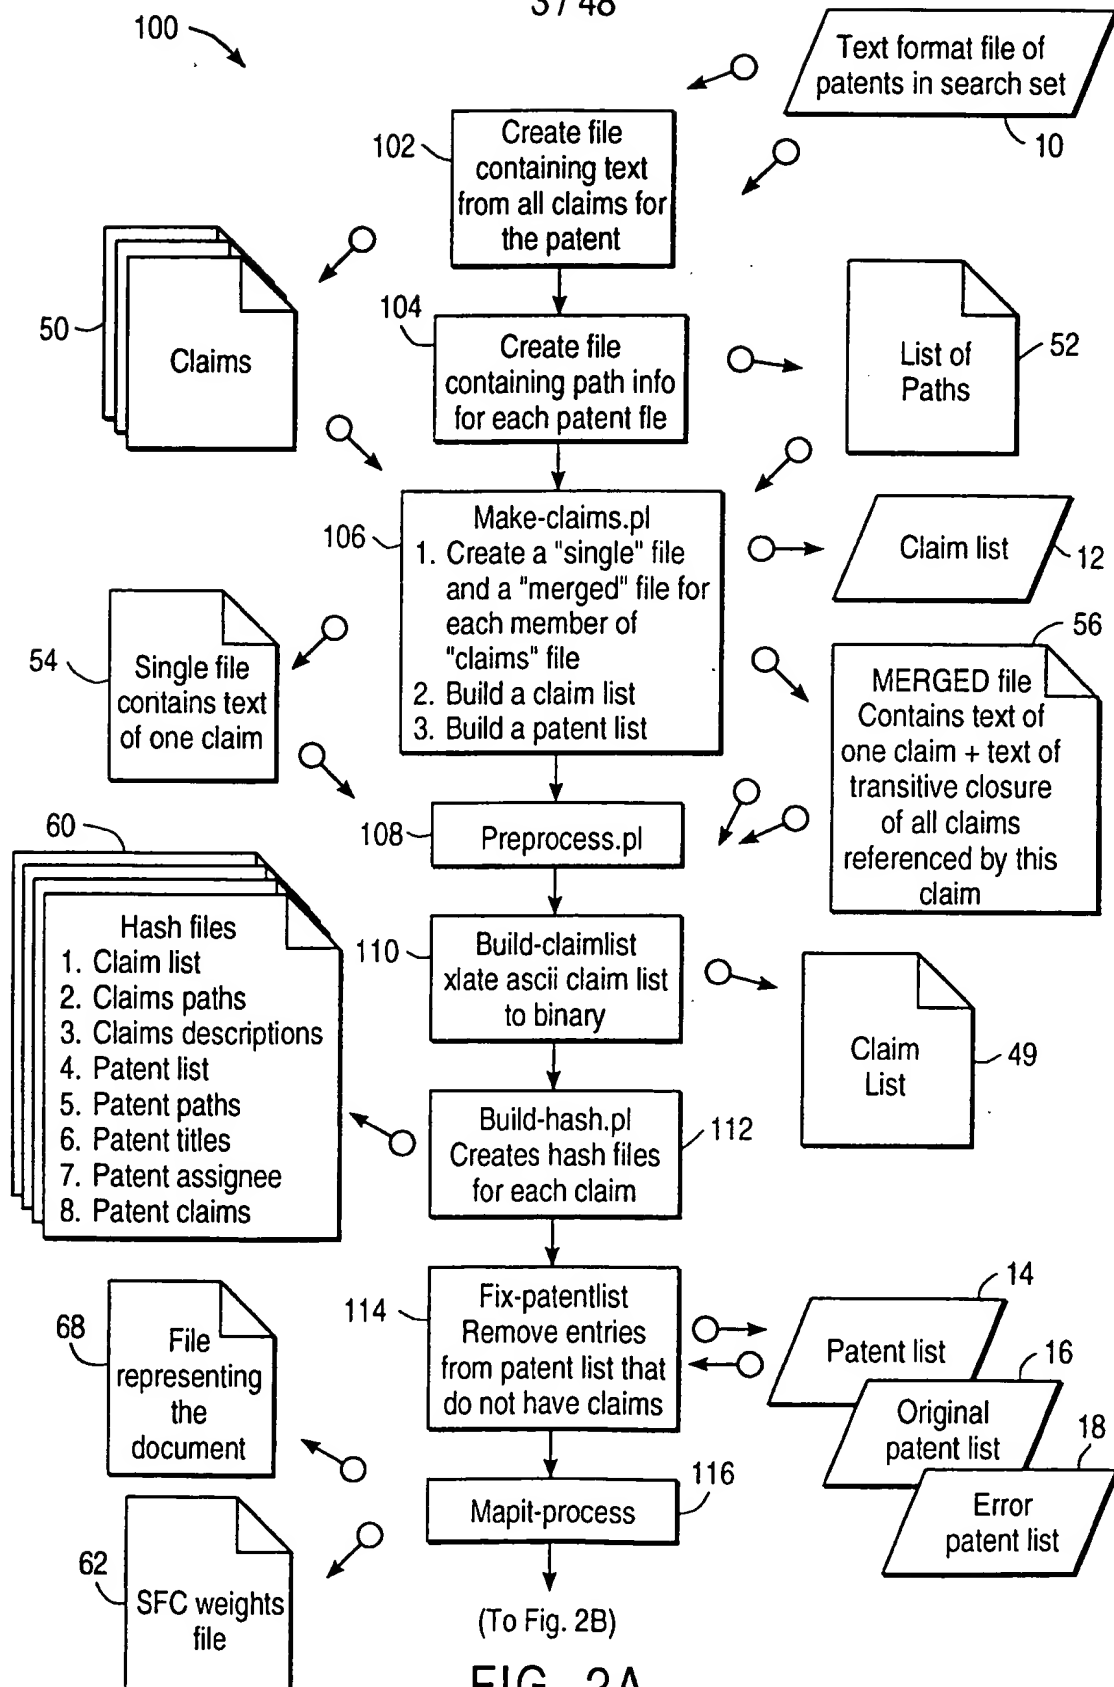 3 / 48
100
Text format file of
patents in search set
10
102
Create file
containing text
from all claims for
the patent
50
Claims
104
Create file
containing path info
for each patent fle
List of
Paths
52
106
Make-claims.pl
1. Create a "single" file
and a "merged" file for
each member of
"claims" file
2. Build a claim list
3. Build a patent list
Claim list
12
54
Single file
contains text
of one claim
56
MERGED file
Contains text of
one claim + text of
transitive closure
of all claims
referenced by this
claim
108
Preprocess.pl
60
Hash files
1. Claim list
2. Claims paths
3. Claims descriptions
4. Patent list
5. Patent paths
6. Patent titles
7. Patent assignee
8. Patent claims
110
Build-claimlist
xlate ascii claim list
to binary
Claim
List
49
Build-hash.pl
Creates hash files
for each claim
112
114
Fix-patentlist
Remove entries
from patent list that
do not have claims
14
Patent list
16
Original
patent list
18
Error
patent list
68
File
representing
the
document
Mapit-process
116
62
SFC weights
file
(To Fig. 2B)
FIG. 2A